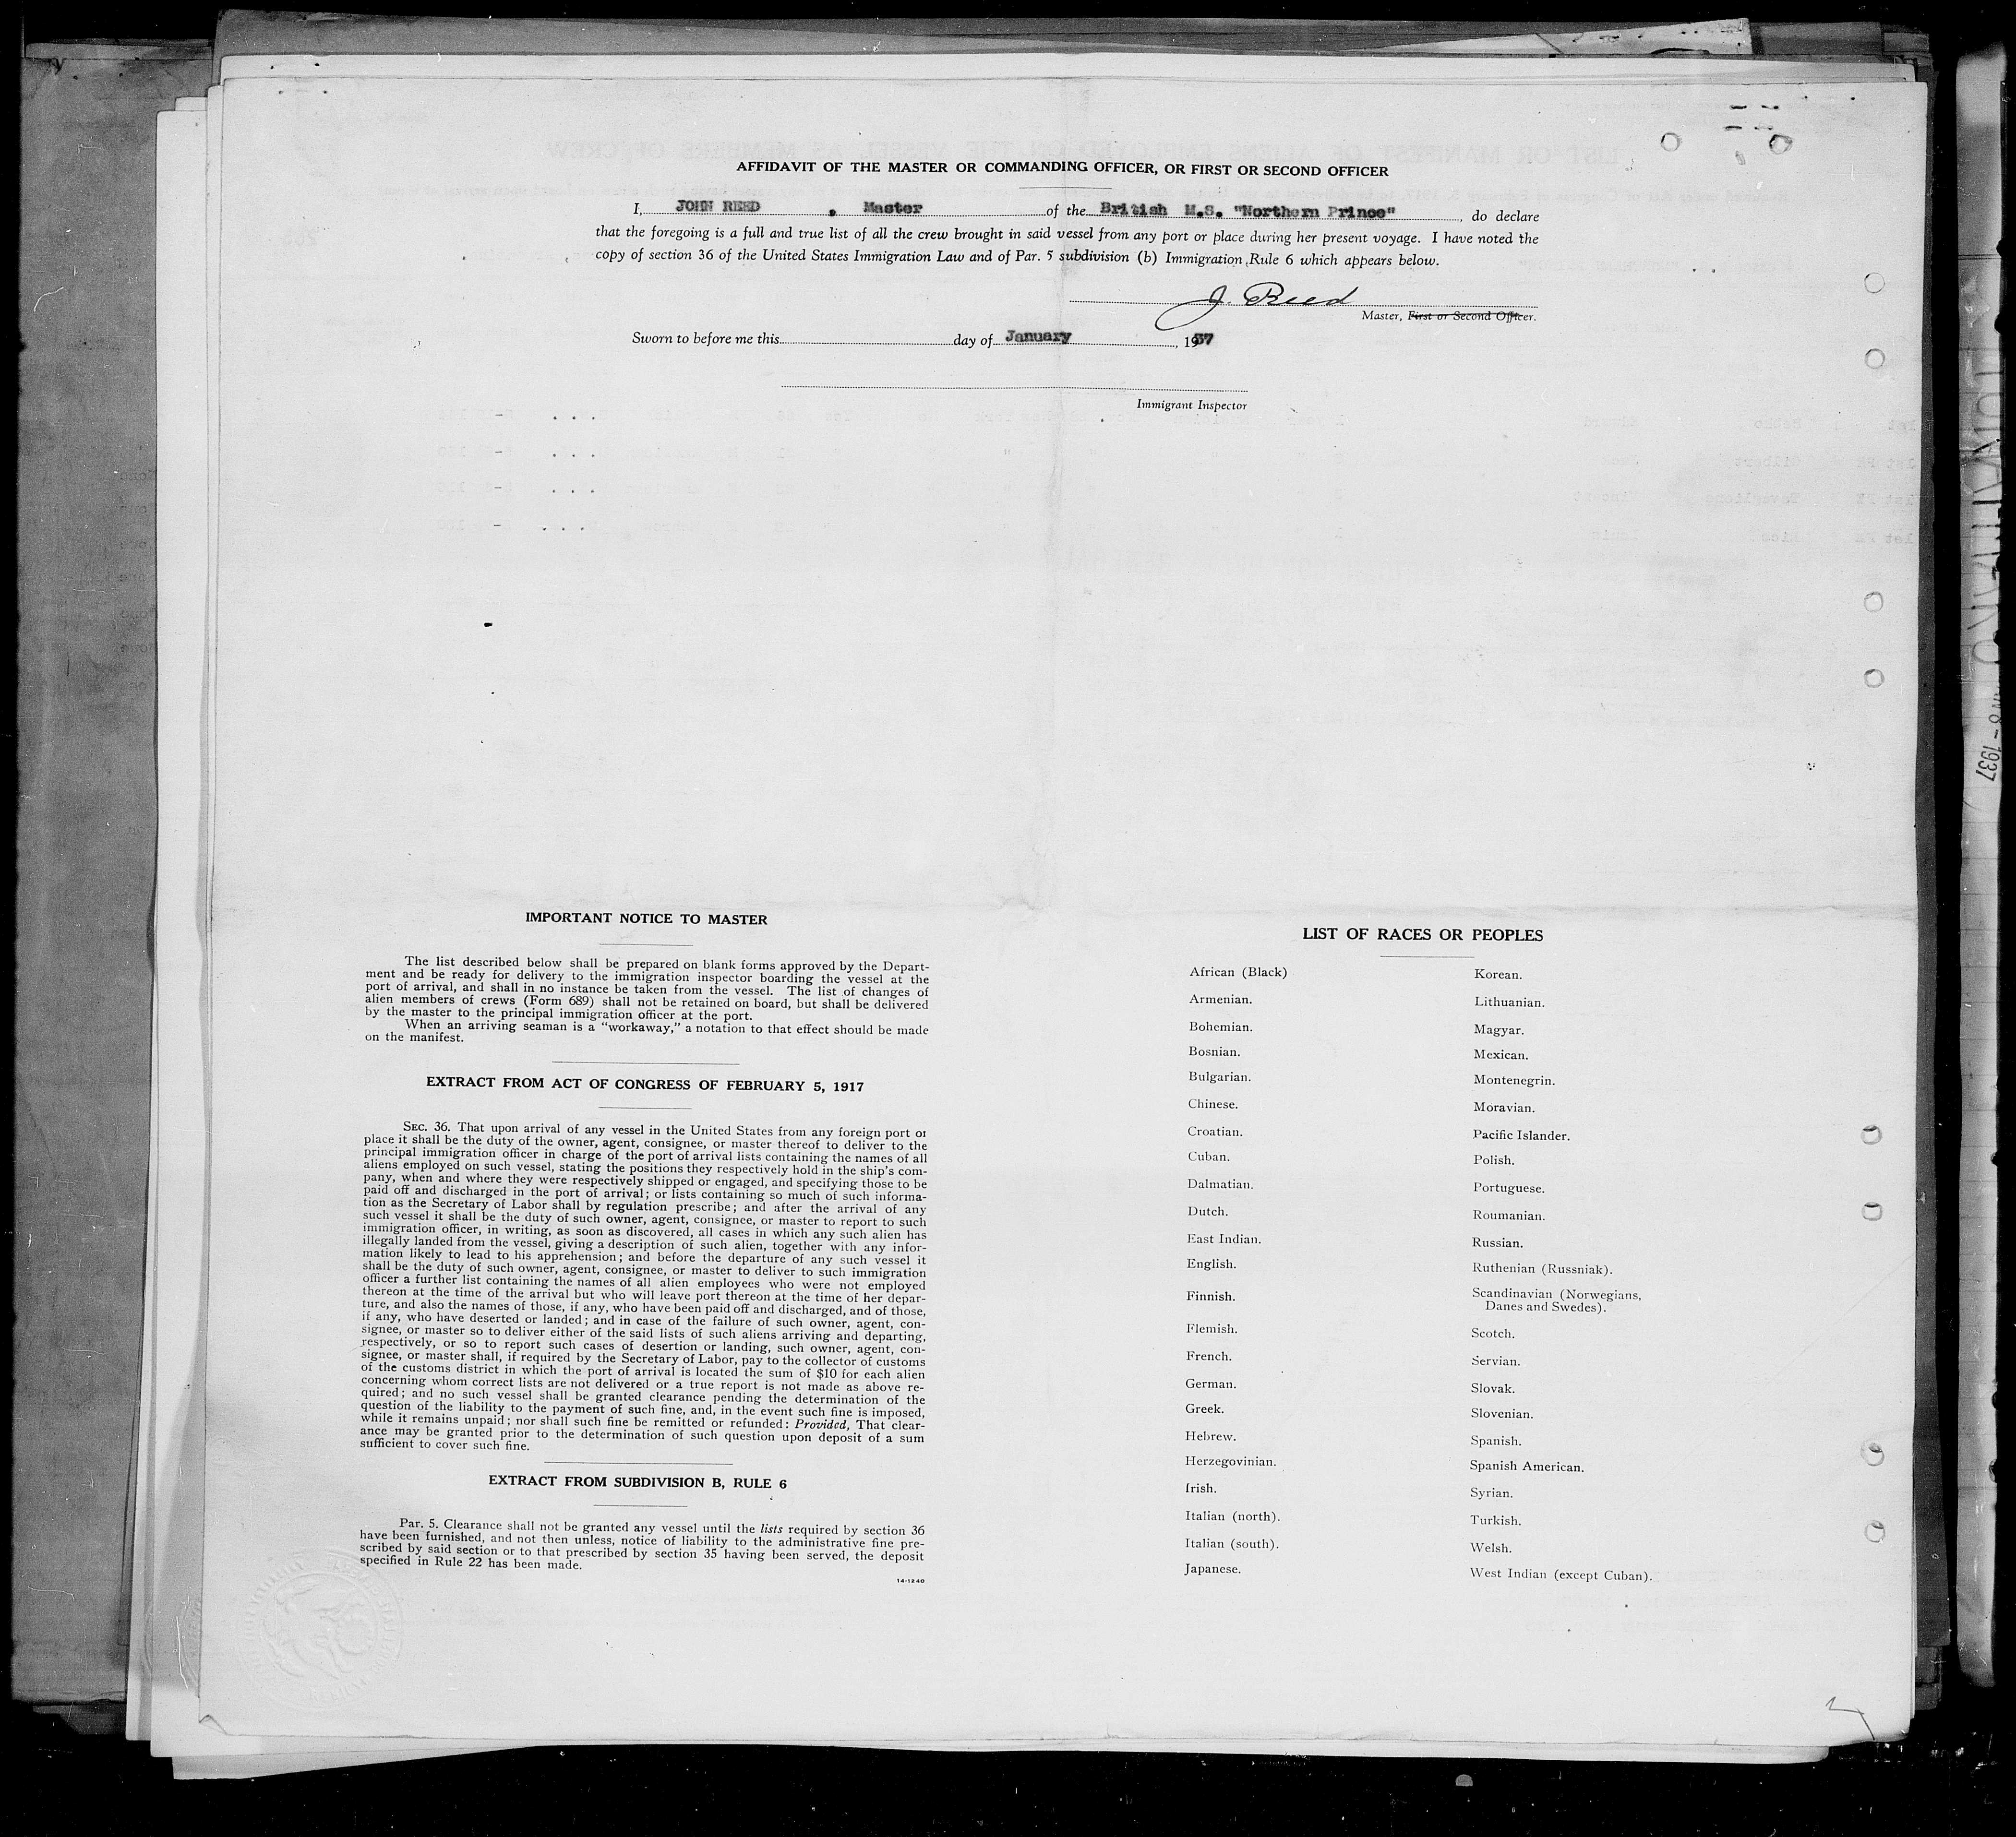 AFFIDAVIT OF THE MASTER OR COMMANDING OFFICER, OR FIRST OR SECOND OFFICER
I, JOHN REED , Master of the British M.S. "Northern Prince", do declare
that the foregoing is a full and true list of all the crew brought in said vessel from any port or place during her present voyage. I have noted the
copy of section 36 of the United States Immigration Law and of Par. 5 subdivision (b) Immigration Rule 6 which appears below.
J. Reed
Master, First or Second Officer.
Sworn to before me this day of January, 1937
Immigrant Inspector
IMPORTANT NOTICE TO MASTER
The list described below shall be prepared on blank forms approved by the Depart-
ment and be ready for delivery to the immigration inspector boarding the vessel at the
port of arrival, and shall in no instance be taken from the vessel. The list of changes of
alien members of crews (Form 689) shall not be retained on board, but shall be delivered
by the master to the principal immigration officer at the port.
When an arriving seaman is a "workaway," a notation to that effect should be made
on the manifest.
EXTRACT FROM ACT OF CONGRESS OF FEBRUARY 5, 1917
SEC. 36. That upon arrival of any vessel in the United States from any foreign port or
place it shall be the duty of the owner, agent, consignee, or master thereof to deliver to the
principal immigration officer in charge of the port of arrival lists containing the names of all
aliens employed on such vessel, stating the positions they respectively hold in the ship's com-
pany, when and where they were respectively shipped or engaged, and specifying those to be
paid off and discharged in the port of arrival; or lists containing so much of such informa-
tion as the Secretary of Labor shall by regulation prescribe; and after the arrival of any
such vessel it shall be the duty of such owner, agent, consignee, or master to report to such
immigration officer, in writing, as soon as discovered, all cases in which any such alien has
illegally landed from the vessel, giving a description of such alien, together with any infor-
mation likely to lead to his apprehension; and before the departure of any such vessel it
shall be the duty of such owner, agent, consignee, or master to deliver to such immigration
officer a further list containing the names of all alien employees who were not employed
thereon at the time of the arrival but who will leave port thereon at the time of her depar-
ture, and also the names of those, if any, who have been paid off and discharged, and of those,
if any, who have deserted or landed; and in case of the failure of such owner, agent, con-
signee, or master so to deliver either of the said lists of such aliens arriving and departing,
respectively, or so to report such cases of desertion or landing, such owner, agent, con-
signee, or master shall, if required by the Secretary of Labor, pay to the collector of customs
of the customs district in which the port of arrival is located the sum of $10 for each alien
concerning whom correct lists are not delivered or a true report is not made as above re-
quired; and no such vessel shall be granted clearance pending the determination of the
question of the liability to the payment of such fine, and, in the event such fine is imposed,
while it remains unpaid; nor shall such fine be remitted or refunded: Provided, That clear-
ance may be granted prior to the determination of such question upon deposit of a sum
sufficient to cover such fine.
EXTRACT FROM SUBDIVISION B, RULE 6
Par. 5. Clearance shall not be granted any vessel until the lists required by section 36
have been furnished, and not then unless, notice of liability to the administrative fine pre-
scribed by said section or to that prescribed by section 35 having been served, the deposit
specified in Rule 22 has been made.
14-1240
LIST OF RACES OR PEOPLES
African (Black)
Armenian.
Bohemian.
Bosnian.
Bulgarian.
Chinese.
Croatian.
Cuban.
Dalmatian.
Dutch.
East Indian.
English.
Finnish.
Flemish.
French.
German.
Greek.
Hebrew.
Herzegovinian.
Irish.
Italian (north).
Italian (south).
Japanese.
Korean.
Lithuanian.
Magyar.
Mexican.
Montenegrin.
Moravian.
Pacific Islander.
Polish.
Portuguese.
Roumanian.
Russian.
Ruthenian (Russniak).
Scandinavian (Norwegians,
Danes and Swedes).
Scotch.
Servian.
Slovak.
Slovenian.
Spanish.
Spanish American.
Syrian.
Turkish.
Welsh.
West Indian (except Cuban).
8-1937